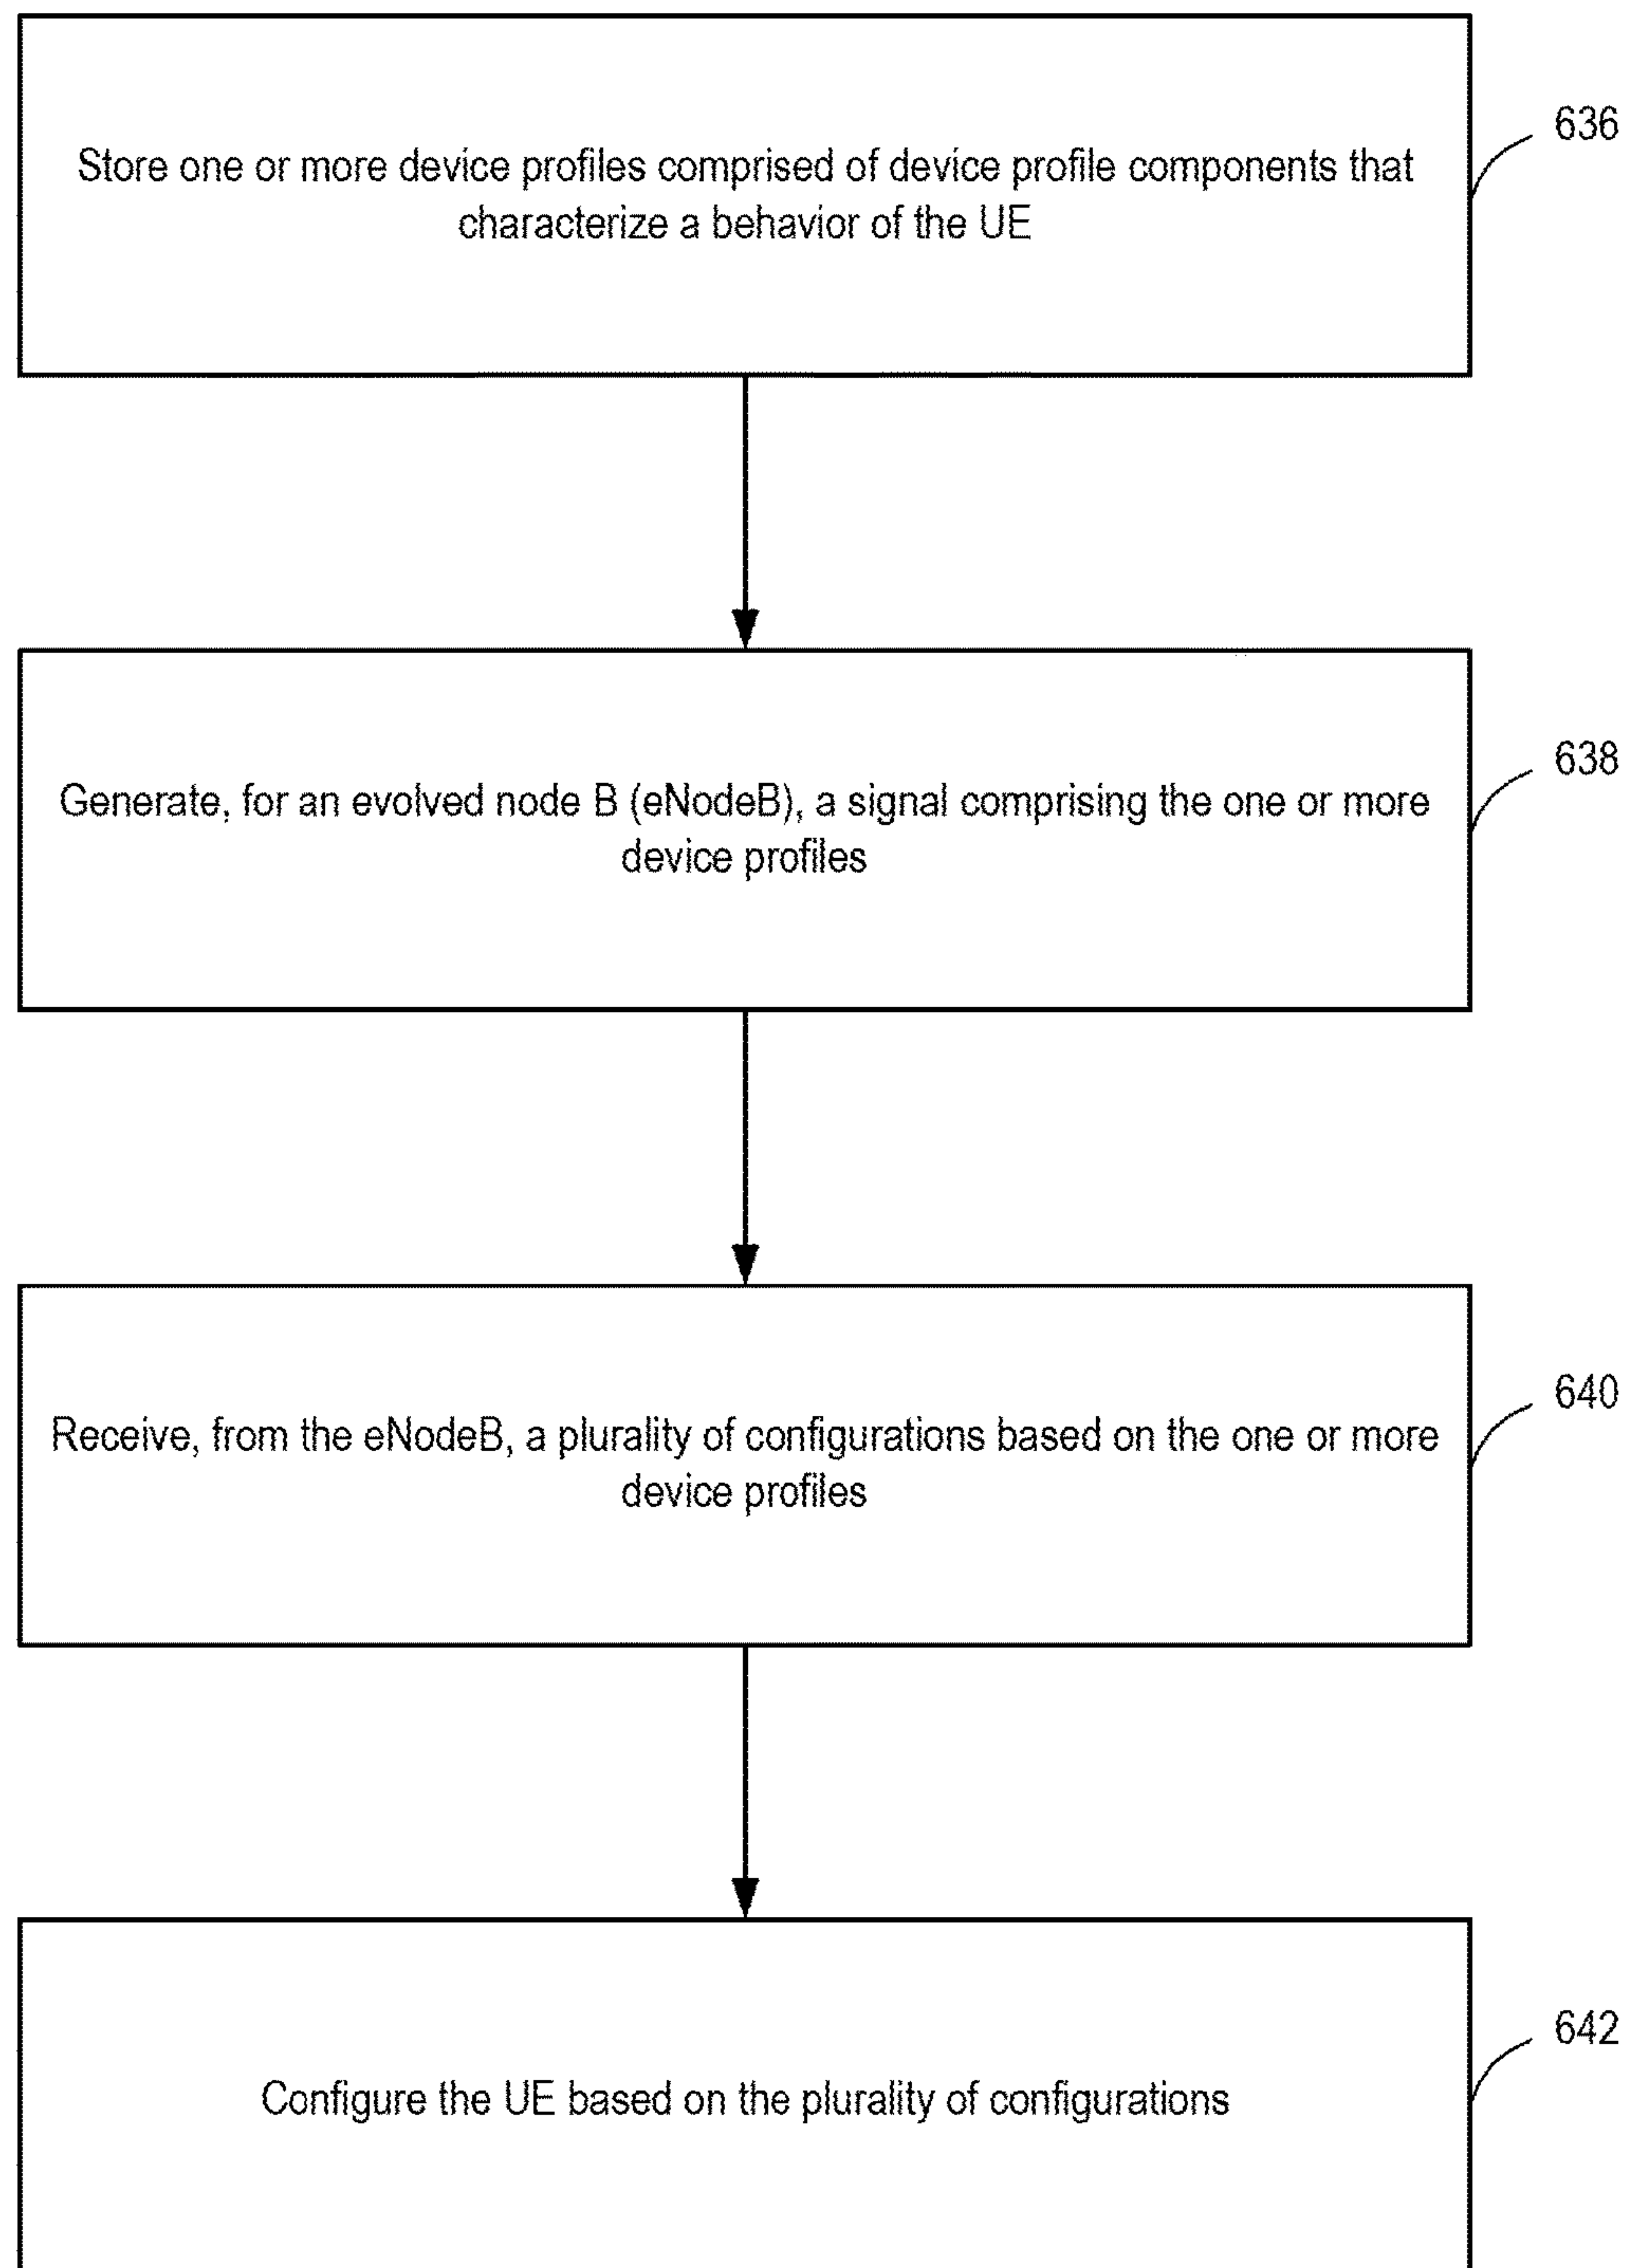 Store one or more device profiles comprised of device profile components that
characterize a behavior of the UE
636
Generate, for an evolved node B (eNodeB), a signal comprising the one or more
device profiles
638
Receive, from the eNodeB, a plurality of configurations based on the one or more
device profiles
640
Configure the UE based on the plurality of configurations
642